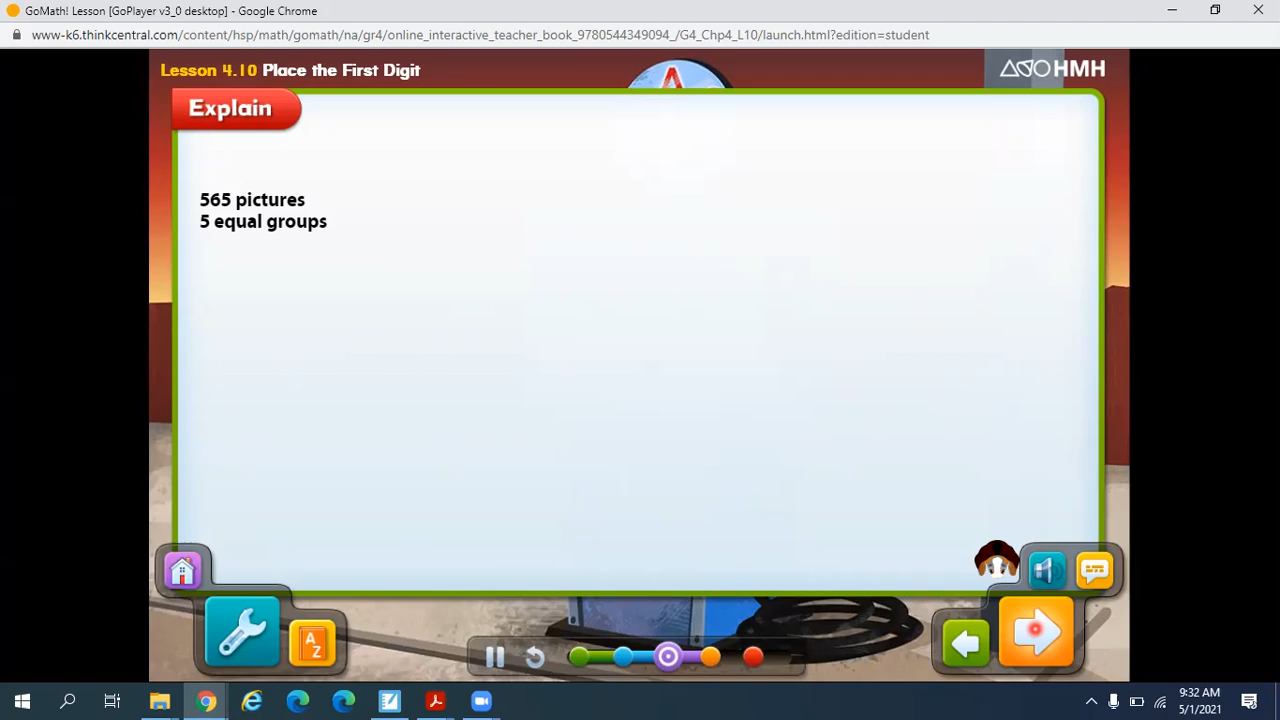 GoMath! Lesson [GoPlayer v3_0 desktop] - Google Chrome
www-k6.thinkcentral.com/content/hsp/math/gomath/na/gr4/online_interactive_teacher_book_9780544349094_/G4_Chp4_L10/launch.html?edition=student
Lesson 4.10 Place the First Digit
A
HMH
Explain
565 pictures
5 equal groups
A
Z
9:32 AM
5/1/2021